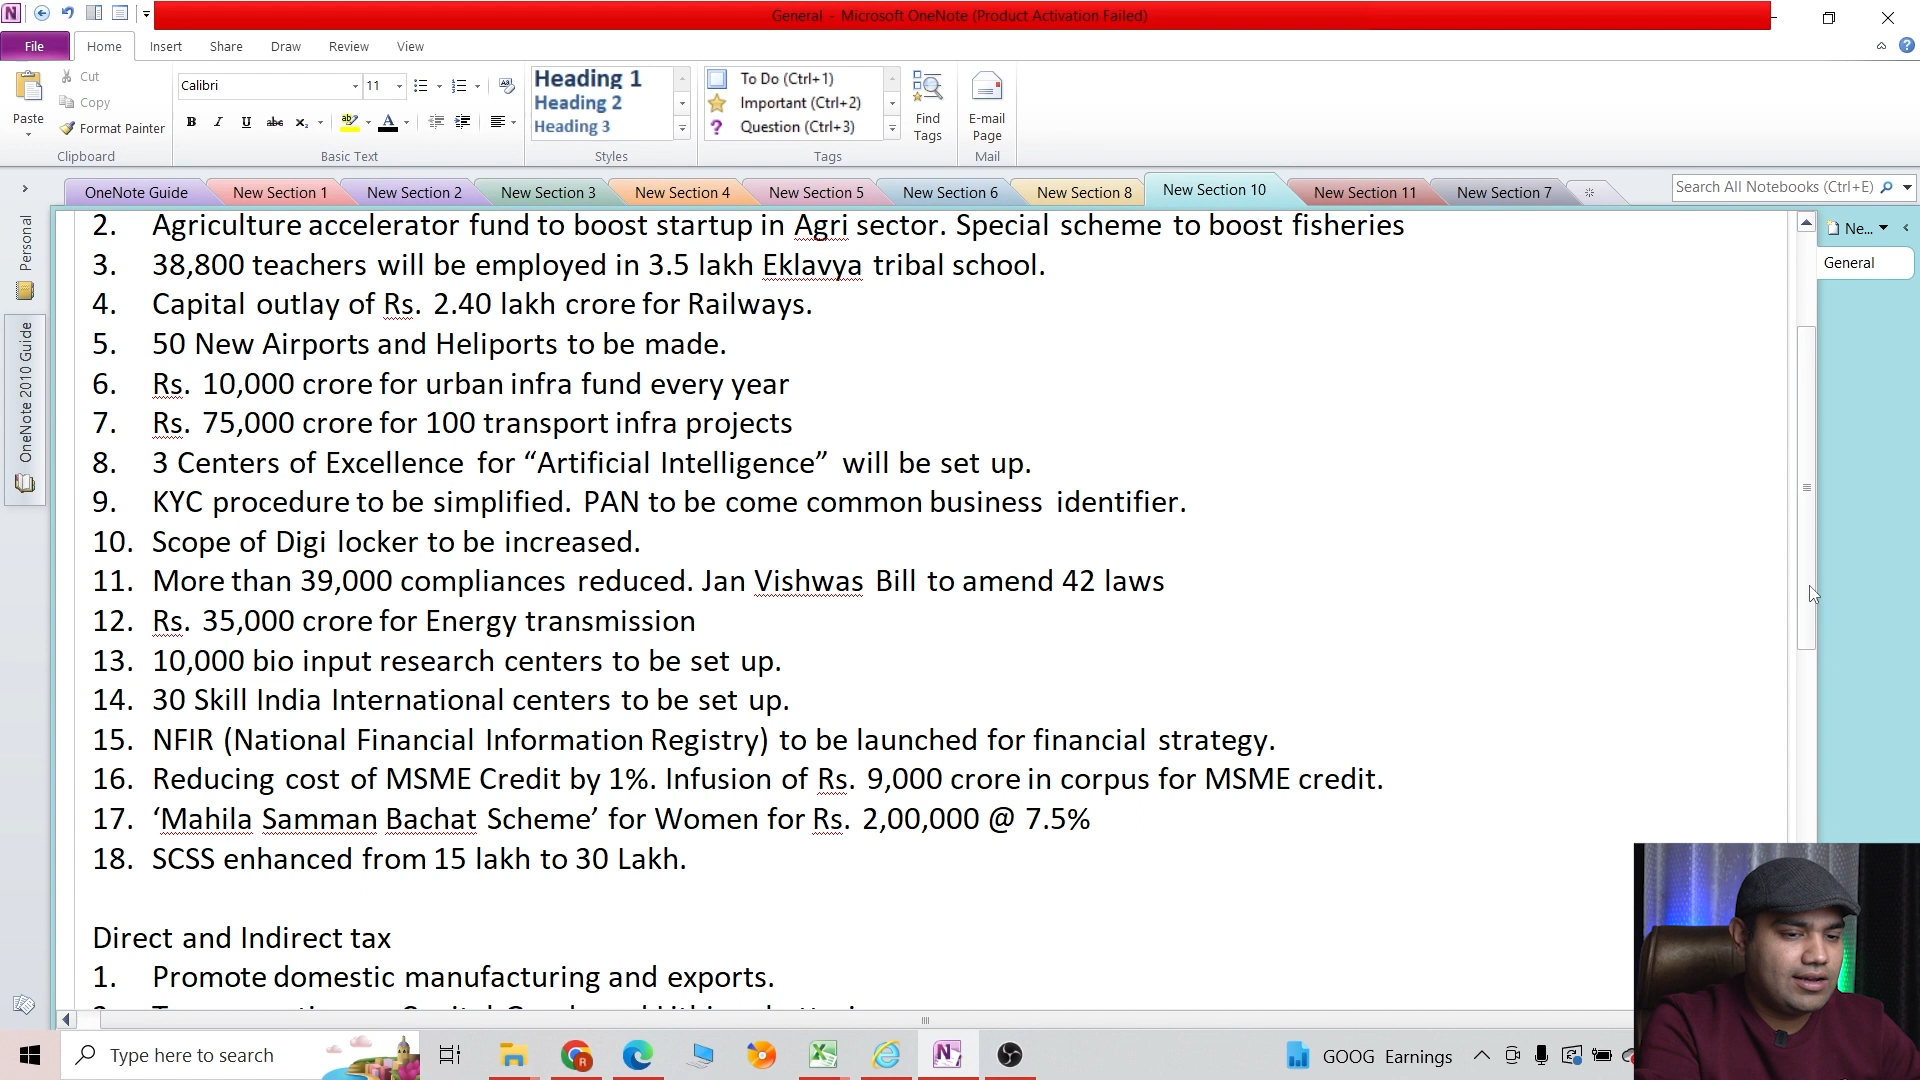 General - Microsoft OneNote (Product Activation Failed)
File Home Insert Share Draw Review View
Paste
Cut
Copy
Format Painter
Clipboard
Calibri 11
B I U abc x₂
Basic Text
Heading 1
Heading 2
Heading 3
Styles
To Do (Ctrl+1)
Important (Ctrl+2)
Question (Ctrl+3)
Tags
Find
Tags
E-mail
Page
Mail
OneNote Guide New Section 1 New Section 2 New Section 3 New Section 4 New Section 5 New Section 6 New Section 8 New Section 10 New Section 11 New Section 7
Search All Notebooks (Ctrl+E)
Personal
OneNote 2010 Guide
Ne...
General
2. Agriculture accelerator fund to boost startup in Agri sector. Special scheme to boost fisheries
3. 38,800 teachers will be employed in 3.5 lakh Eklavya tribal school.
4. Capital outlay of Rs. 2.40 lakh crore for Railways.
5. 50 New Airports and Heliports to be made.
6. Rs. 10,000 crore for urban infra fund every year
7. Rs. 75,000 crore for 100 transport infra projects
8. 3 Centers of Excellence for “Artificial Intelligence” will be set up.
9. KYC procedure to be simplified. PAN to be come common business identifier.
10. Scope of Digi locker to be increased.
11. More than 39,000 compliances reduced. Jan Vishwas Bill to amend 42 laws
12. Rs. 35,000 crore for Energy transmission
13. 10,000 bio input research centers to be set up.
14. 30 Skill India International centers to be set up.
15. NFIR (National Financial Information Registry) to be launched for financial strategy.
16. Reducing cost of MSME Credit by 1%. Infusion of Rs. 9,000 crore in corpus for MSME credit.
17. ‘Mahila Samman Bachat Scheme’ for Women for Rs. 2,00,000 @ 7.5%
18. SCSS enhanced from 15 lakh to 30 Lakh.
Direct and Indirect tax
1. Promote domestic manufacturing and exports.
Type here to search
GOOG Earnings